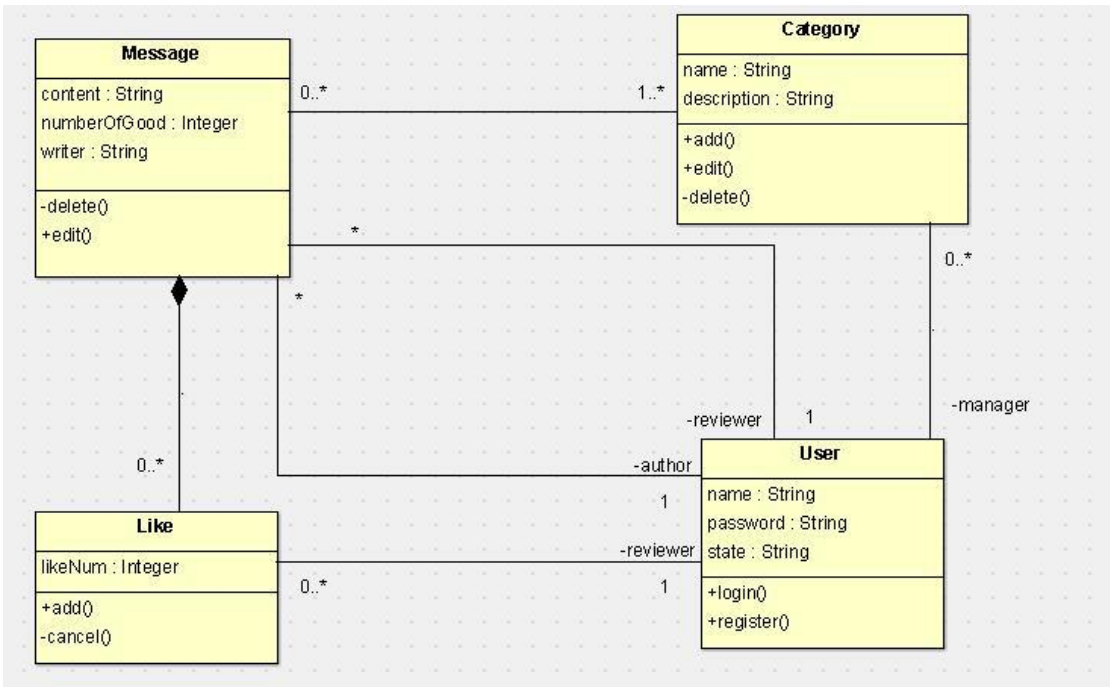 Message
content : String
numberOfGood : Integer
writer : String
-delete()
+edit()
0..*
1..*
Category
name : String
description : String
+add()
+edit()
-delete()
*
*
0..*
-manager
-reviewer
1
-author
1
0..*
Like
likeNum : Integer
+add()
-cancel()
0..*
-reviewer
1
User
name : String
password : String
state : String
+login()
+register()